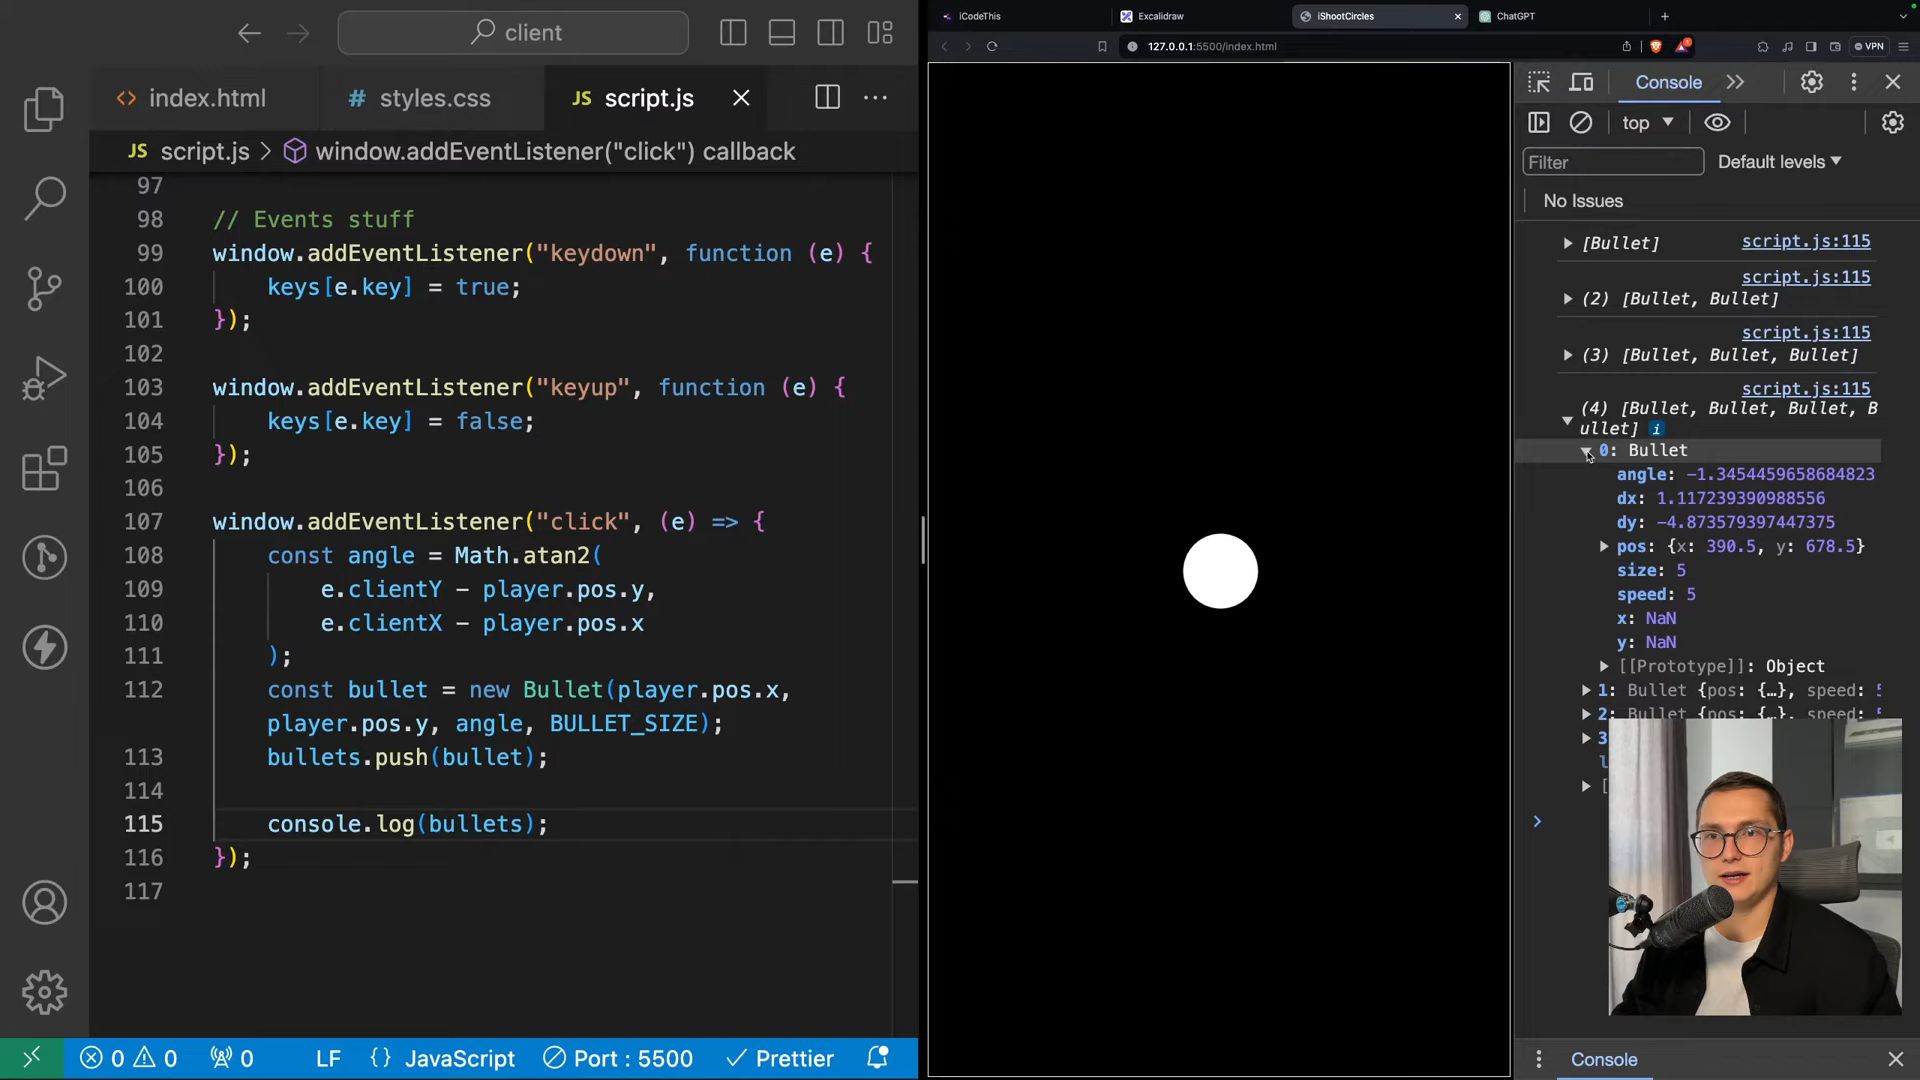 client
index.html
# styles.css
JS script.js
JS script.js > window.addEventListener("click") callback
97
98 // Events stuff
99 window.addEventListener("keydown", function (e) {
100 keys[e.key] = true;
101 });
102
103 window.addEventListener("keyup", function (e) {
104 keys[e.key] = false;
105 });
106
107 window.addEventListener("click", (e) => {
108 const angle = Math.atan2(
109 e.clientY - player.pos.y,
110 e.clientX - player.pos.x
111 );
112 const bullet = new Bullet(player.pos.x,
player.pos.y, angle, BULLET_SIZE);
113 bullets.push(bullet);
114
115 console.log(bullets);
116 });
117
0 0 0 LF {} JavaScript Port : 5500 Prettier
iCodeThis
Excalidraw
iShootCircles
ChatGPT
127.0.0.1:5500/index.html
1
VPN
Console
top
Filter
Default levels
No Issues
[Bullet] script.js:115
script.js:115
(2) [Bullet, Bullet]
script.js:115
(3) [Bullet, Bullet, Bullet]
script.js:115
(4) [Bullet, Bullet, Bullet, B
ullet] i
0: Bullet
angle: -1.3454459658684823
dx: 1.117239390988556
dy: -4.873579397447375
pos: {x: 390.5, y: 678.5}
size: 5
speed: 5
x: NaN
y: NaN
[[Prototype]]: Object
1: Bullet {pos: {…}, speed: 5
2: Bullet {pos: {…}, speed: 5
3
l
[
Console